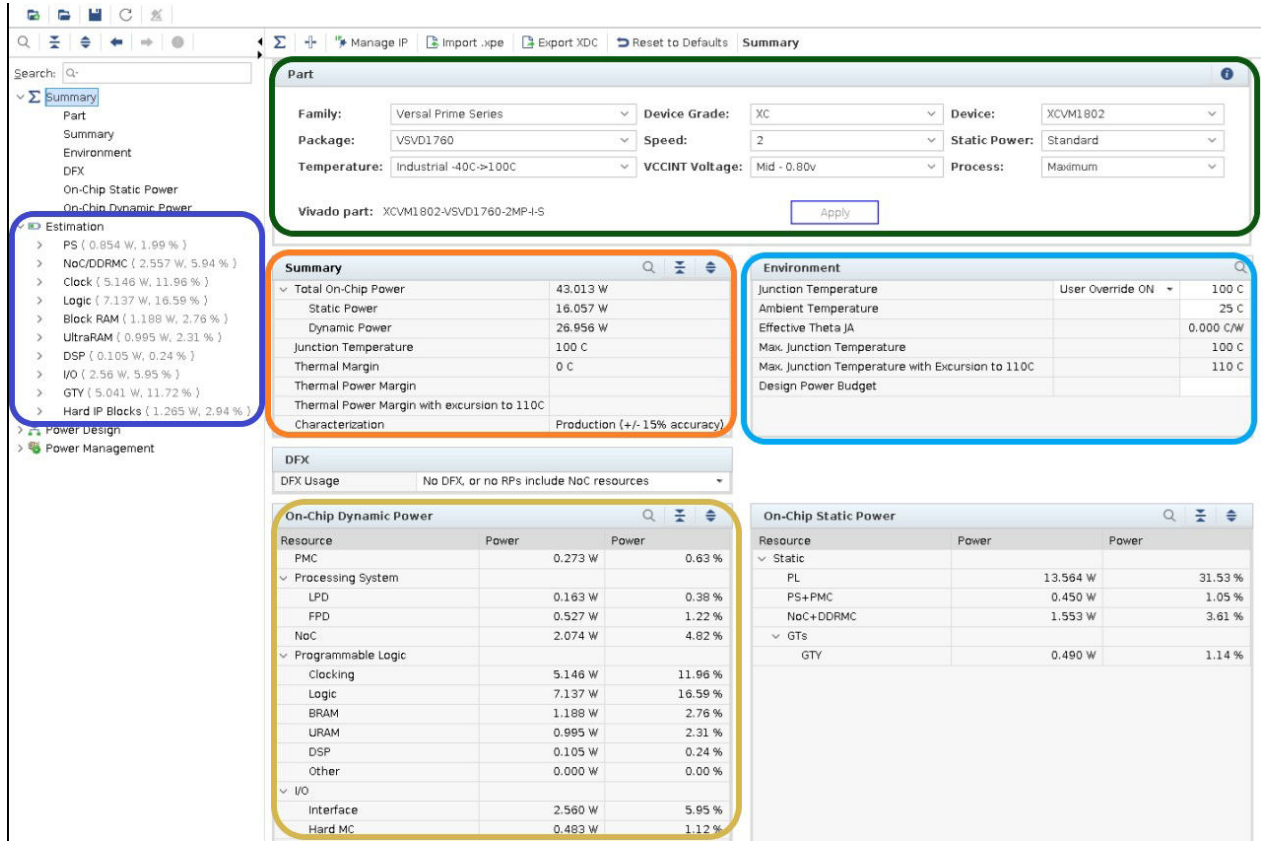 Manage IP Import .xpe Export XDC Reset to Defaults Summary
Search:
Summary
Part
Summary
Environment
DFX
On-Chip Static Power
On-Chip Dynamic Power
Estimation
PS ( 0.854 W, 1.99 % )
NoC/DDRMC ( 2.557 W, 5.94 % )
Clock ( 5.146 W, 11.96 % )
Logic ( 7.137 W, 16.59 % )
Block RAM ( 1.188 W, 2.76 % )
UltraRAM ( 0.995 W, 2.31 % )
DSP ( 0.105 W, 0.24 % )
I/O ( 2.56 W, 5.95 % )
GTY ( 5.041 W, 11.72 % )
Hard IP Blocks ( 1.265 W, 2.94 % )
Power Design
Power Management
Part
Family: Versal Prime Series Device Grade: XC Device: XCVM1802
Package: VSVD1760 Speed: 2 Static Power: Standard
Temperature: Industrial -40C->100C VCCINT Voltage: Mid - 0.80v Process: Maximum
Vivado part: XCVM1802-VSVD1760-2MP-I-S Apply
Summary
Total On-Chip Power 43.013 W
Static Power 16.057 W
Dynamic Power 26.956 W
Junction Temperature 100 C
Thermal Margin 0 C
Thermal Power Margin
Thermal Power Margin with excursion to 110C
Characterization Production (+/- 15% accuracy)
Environment
Junction Temperature User Override ON 100 C
Ambient Temperature 25 C
Effective Theta JA 0.000 C/W
Max. Junction Temperature 100 C
Max. Junction Temperature with Excursion to 110C 110 C
Design Power Budget
DFX
DFX Usage No DFX, or no RPs include NoC resources
On-Chip Dynamic Power
Resource Power Power
PMC 0.273 W 0.63 %
Processing System
LPD 0.163 W 0.38 %
FPD 0.527 W 1.22 %
NoC 2.074 W 4.82 %
Programmable Logic
Clocking 5.146 W 11.96 %
Logic 7.137 W 16.59 %
BRAM 1.188 W 2.76 %
URAM 0.995 W 2.31 %
DSP 0.105 W 0.24 %
Other 0.000 W 0.00 %
I/O
Interface 2.560 W 5.95 %
Hard MC 0.483 W 1.12 %
On-Chip Static Power
Resource Power Power
Static
PL 13.564 W 31.53 %
PS+PMC 0.450 W 1.05 %
NoC+DDRMC 1.553 W 3.61 %
GTs
GTY 0.490 W 1.14 %